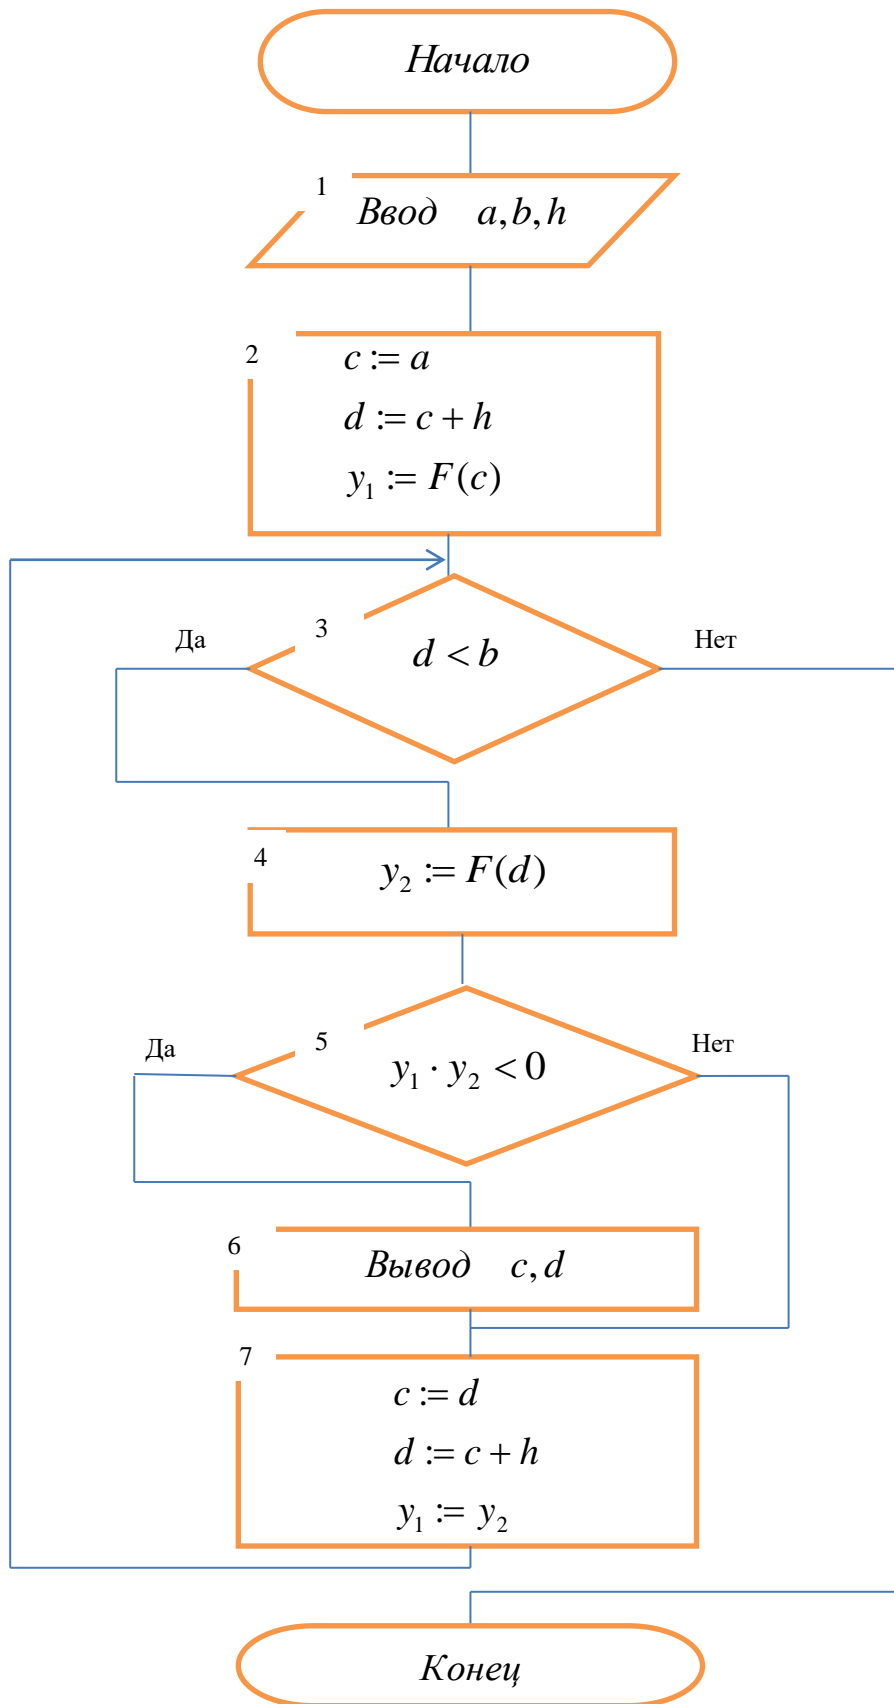 Начало
1
Ввод a, b, h
2
c := a
d := c + h
y₁ := F(c)
3
Да
d < b
Нет
4
y₂ := F(d)
5
Да
y₁ · y₂ < 0
Нет
6
Вывод c, d
7
c := d
d := c + h
y₁ := y₂
Конец